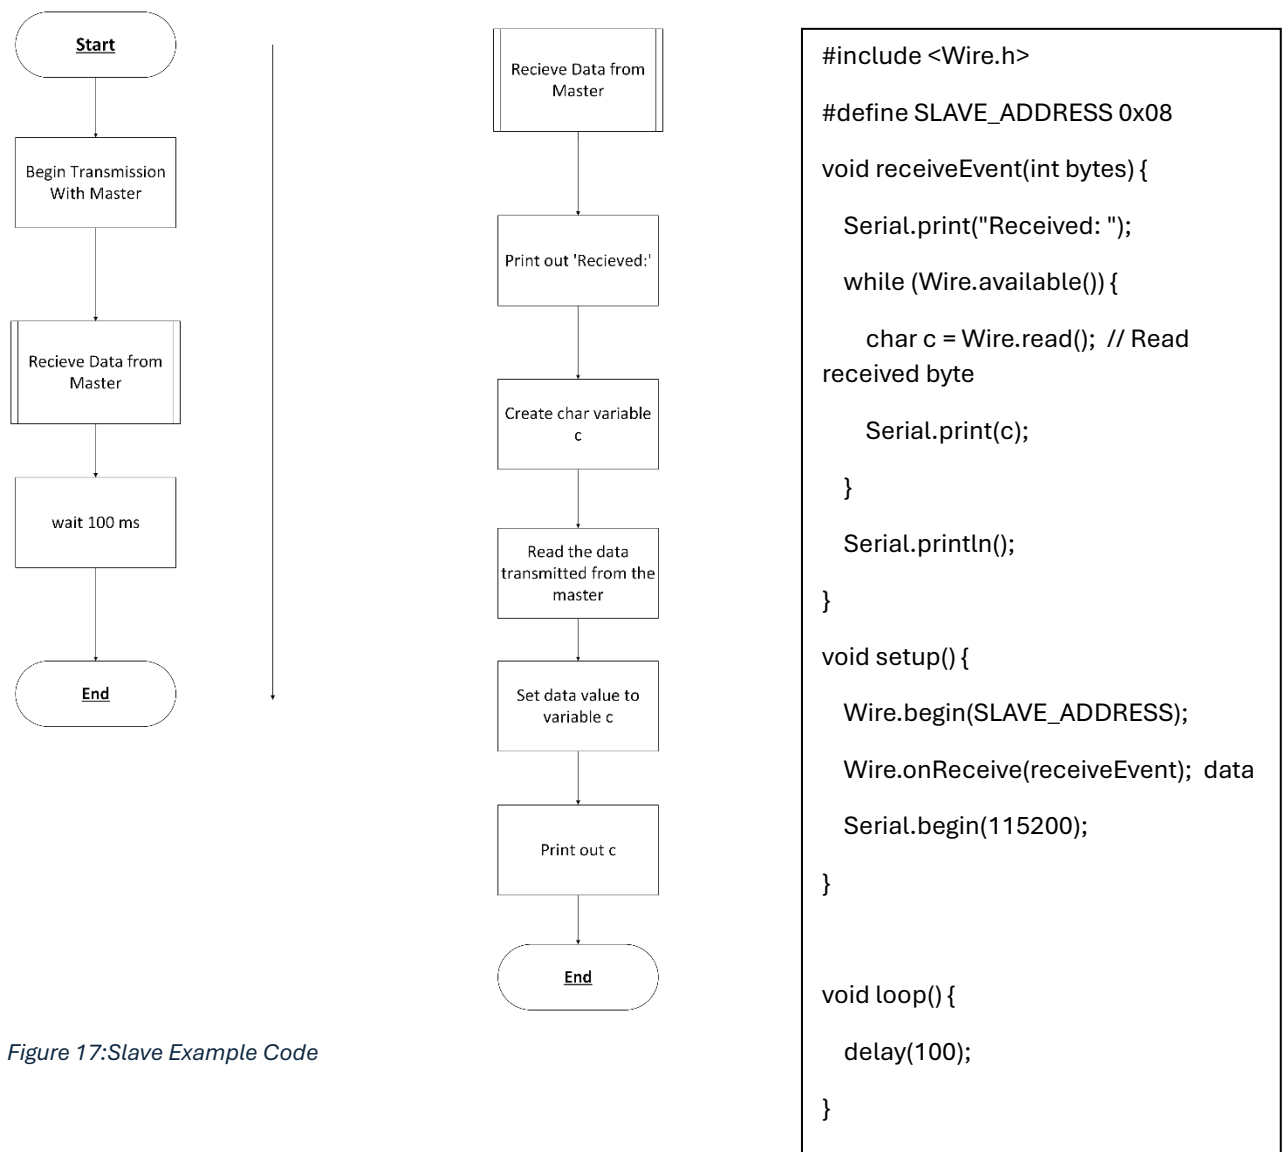 Start
Begin Transmission
With Master
Recieve Data from
Master
wait 100 ms
End
Recieve Data from
Master
Print out 'Recieved:'
Create char variable
c
Read the data
transmitted from the
master
Set data value to
variable c
Print out c
End
Figure 17:Slave Example Code
#include <Wire.h>
#define SLAVE_ADDRESS 0x08
void receiveEvent(int bytes) {
Serial.print("Received: ");
while (Wire.available()) {
char c = Wire.read();  // Read
received byte
Serial.print(c);
}
Serial.println();
}
void setup() {
Wire.begin(SLAVE_ADDRESS);
Wire.onReceive(receiveEvent);  data
Serial.begin(115200);
}
void loop() {
delay(100);
}